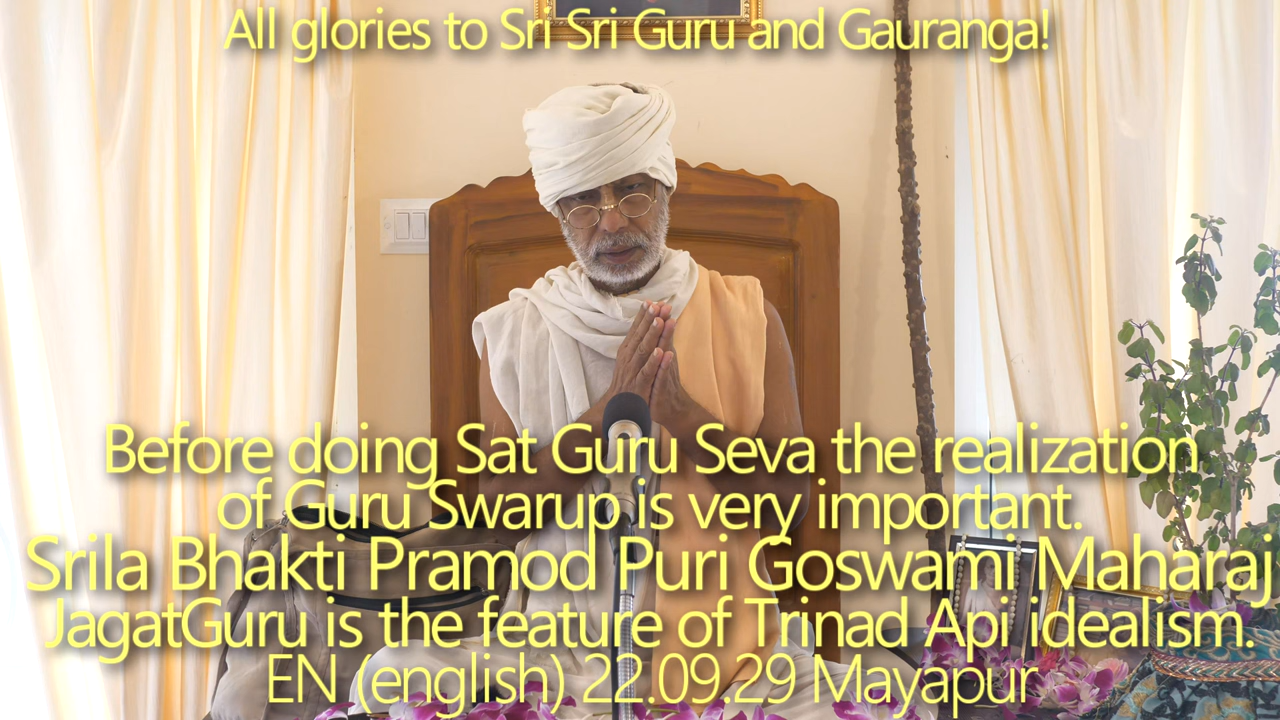 All glories to Sri Sri Guru and Gauranga!
Before doing Sat Guru Seva the realization
of Guru Swarup is very important.
Srila Bhakti Pramod Puri Goswami Maharaj
JagatGuru is the feature of Trinad Api idealism.
EN (english) 22.09.29 Mayapur